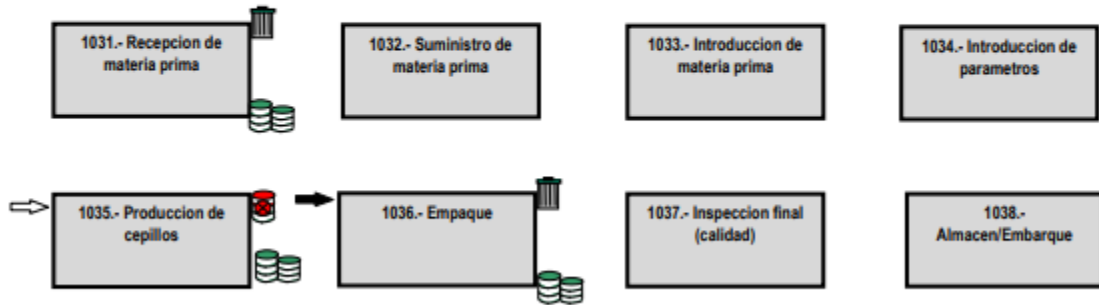 1031.- Recepcion de
materia prima
1032.- Suministro de
materia prima
1033.- Introduccion de
materia prima
1034.- Introduccion de
parametros
1035.- Produccion de
cepillos
1036.- Empaque
1037.- Inspeccion final
(calidad)
1038.-
Almacen/Embarque